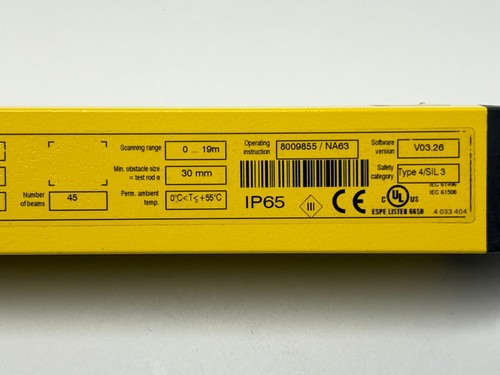 Scanning range 0 ... 19m
Operating instruction 8009855 / NA63
Software version V03.26
Min. obstacle size = test rod ø 30 mm
Safety category Type 4/SIL 3
IEC 61496
IEC 61508
Number of beams 45
Perm. ambient temp. 0°C<T≤+55°C
IP65
III
CE
C UL US
ESPE LISTED 66SB
4 033 404